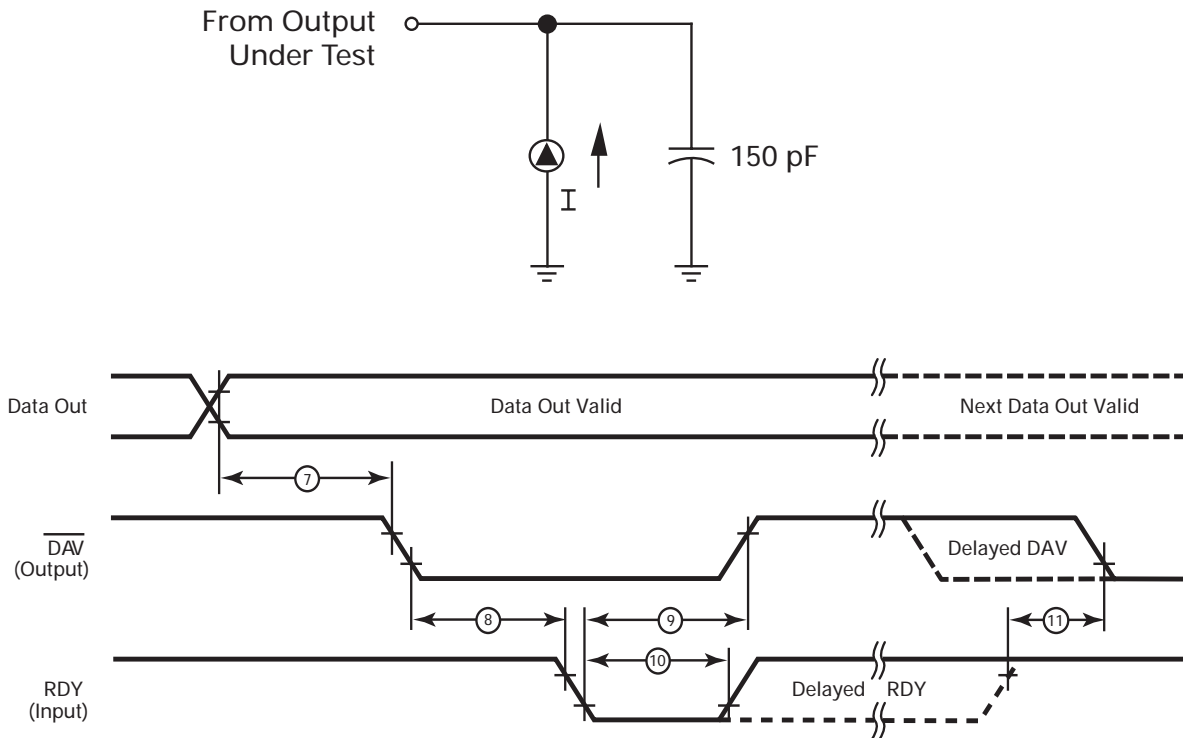 From Output
Under Test
I
150 pF
Data Out
Data Out Valid
Next Data Out Valid
7
DAV
(Output)
Delayed DAV
8
9
11
10
RDY
(Input)
Delayed RDY